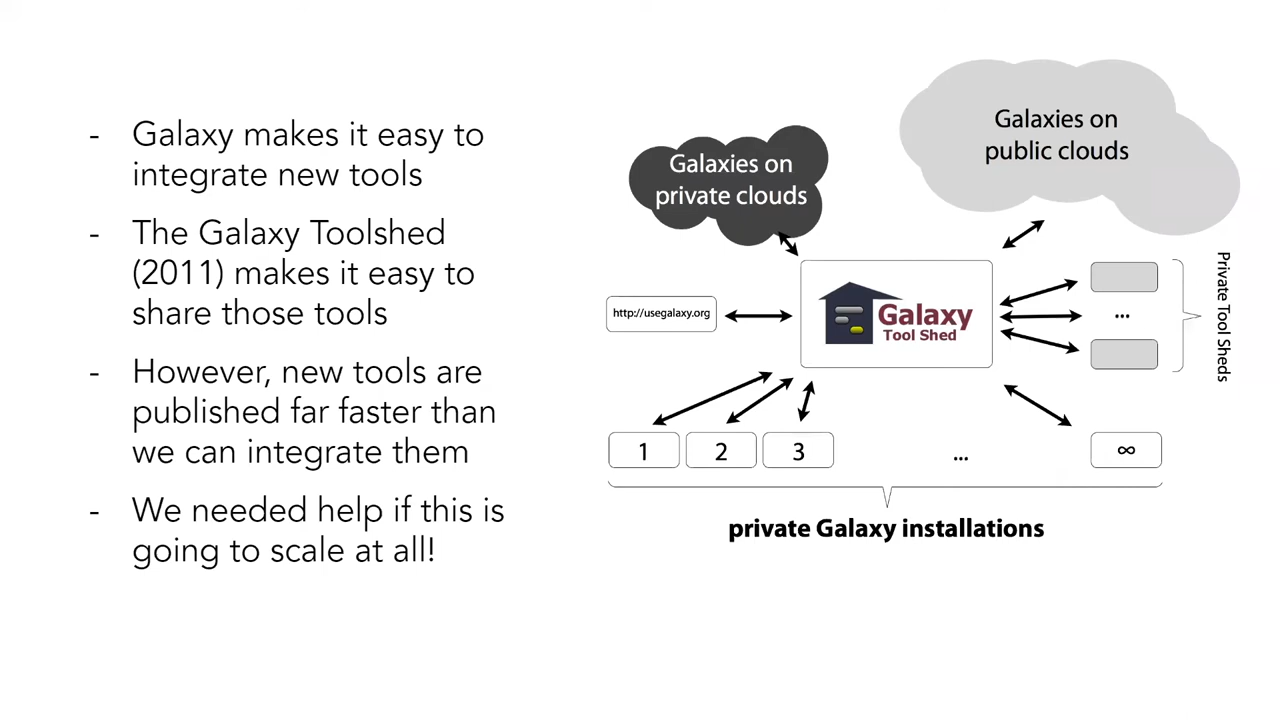 - Galaxy makes it easy to
integrate new tools
- The Galaxy Toolshed
(2011) makes it easy to
share those tools
- However, new tools are
published far faster than
we can integrate them
- We needed help if this is
going to scale at all!
Galaxies on
private clouds
Galaxies on
public clouds
http://usegalaxy.org
Galaxy
Tool Shed
...
Private Tool Sheds
1
2
3
...
∞
private Galaxy installations